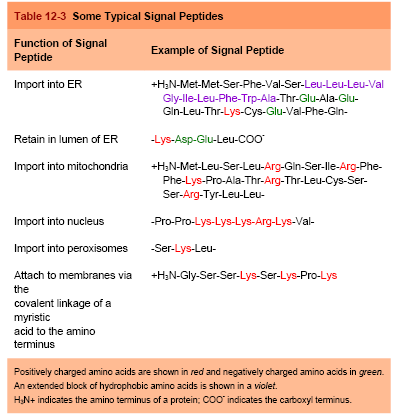 Table 12-3 Some Typical Signal Peptides
Function of Signal
Peptide
Example of Signal Peptide
Import into ER
+H₃N-Met-Met-Ser-Phe-Val-Ser-Leu-Leu-Leu-Val
Gly-Ile-Leu-Phe-Trp-Ala-Thr-Glu-Ala-Glu-
Gln-Leu-Thr-Lys-Cys-Glu-Val-Phe-Gln-
Retain in lumen of ER
-Lys-Asp-Glu-Leu-COO⁻
Import into mitochondria
+H₃N-Met-Leu-Ser-Leu-Arg-Gln-Ser-Ile-Arg-Phe-
Phe-Lys-Pro-Ala-Thr-Arg-Thr-Leu-Cys-Ser-
Ser-Arg-Tyr-Leu-Leu-
Import into nucleus
-Pro-Pro-Lys-Lys-Lys-Arg-Lys-Val-
Import into peroxisomes
-Ser-Lys-Leu-
Attach to membranes via
the
covalent linkage of a
myristic
acid to the amino
terminus
+H₃N-Gly-Ser-Ser-Lys-Ser-Lys-Pro-Lys
Positively charged amino acids are shown in red and negatively charged amino acids in green.
An extended block of hydrophobic amino acids is shown in a violet.
H₃N+ indicates the amino terminus of a protein; COO⁻ indicates the carboxyl terminus.